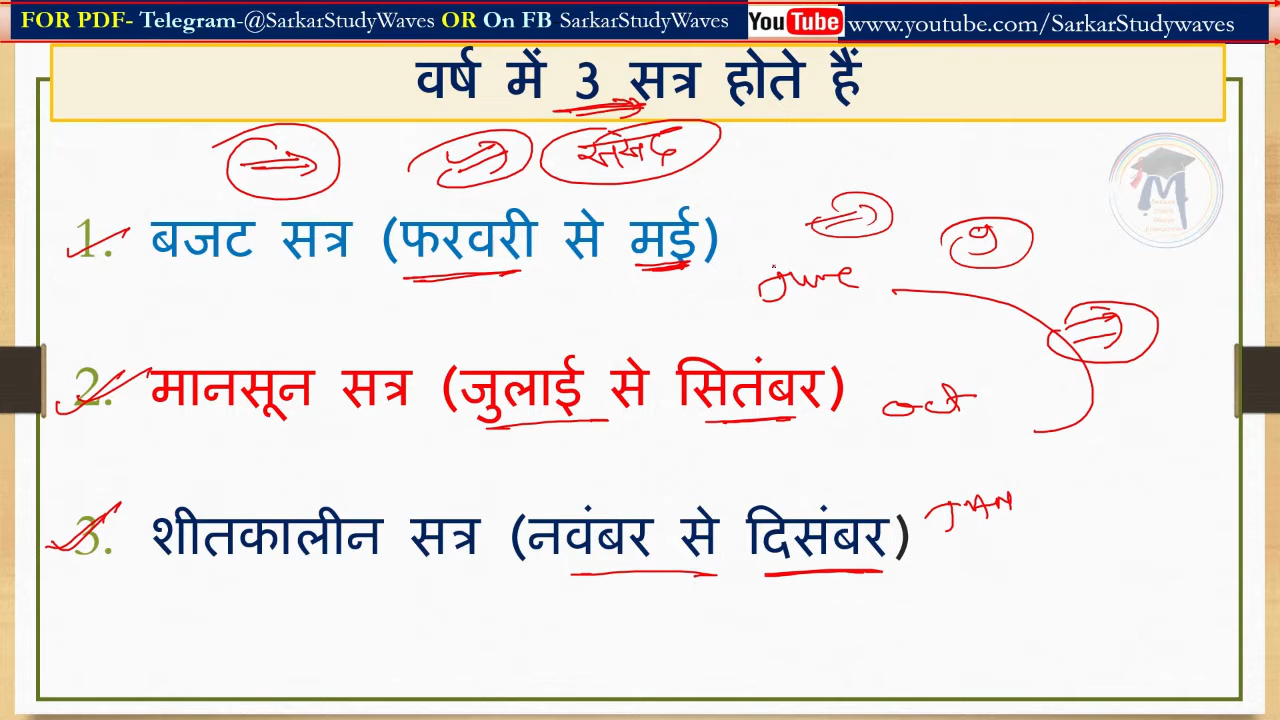 FOR PDF- Telegram-@SarkarStudyWaves OR On FB SarkarStudyWaves YouTube www.youtube.com/SarkarStudywaves
वर्ष में 3 सत्र होते हैं
1. बजट सत्र (फरवरी से मई)
June
2. मानसून सत्र (जुलाई से सितंबर)
oct
3. शीतकालीन सत्र (नवंबर से दिसंबर)
JAN